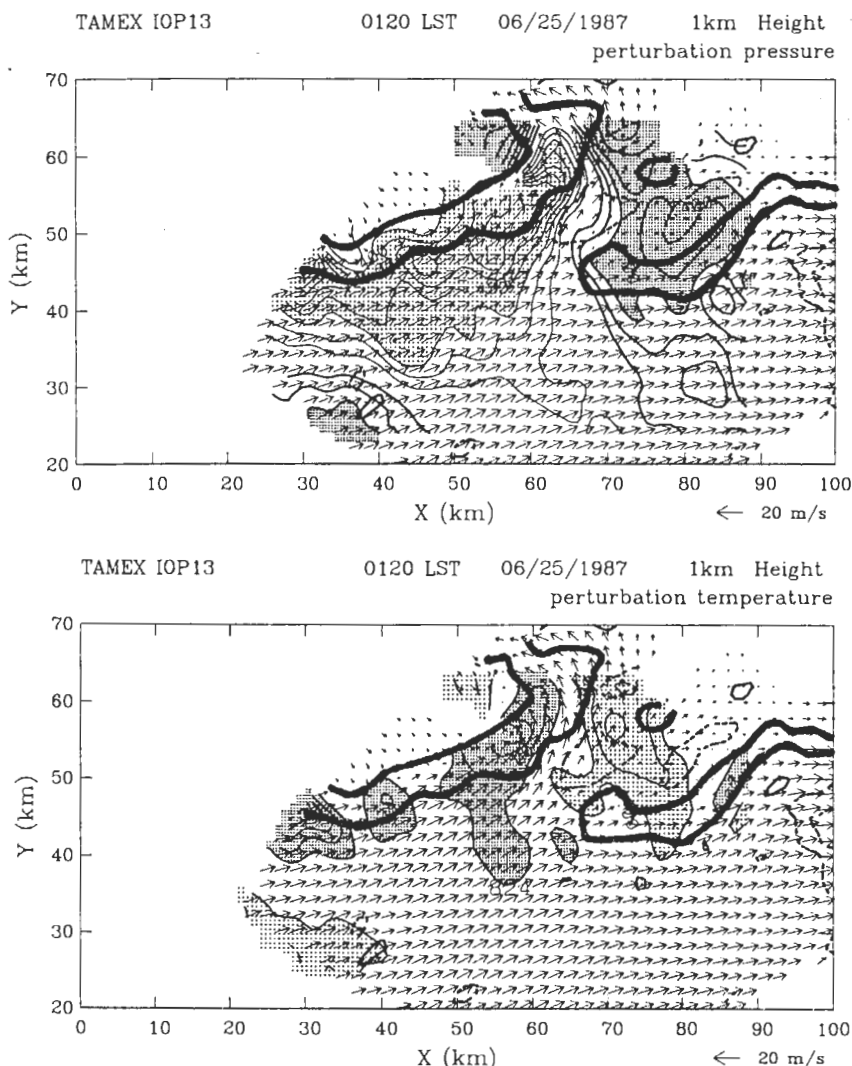 TAMEX IOP13 0120 LST 06/25/1987 1km Height
perturbation pressure
70
60
50
40
30
20
Y (km)
0 10 20 30 40 50 60 70 80 90 100
X (km)
← 20 m/s
TAMEX IOP13 0120 LST 06/25/1987 1km Height
perturbation temperature
70
60
50
40
30
20
Y (km)
824
0 10 20 30 40 50 60 70 80 90 100
X (km)
← 20 m/s